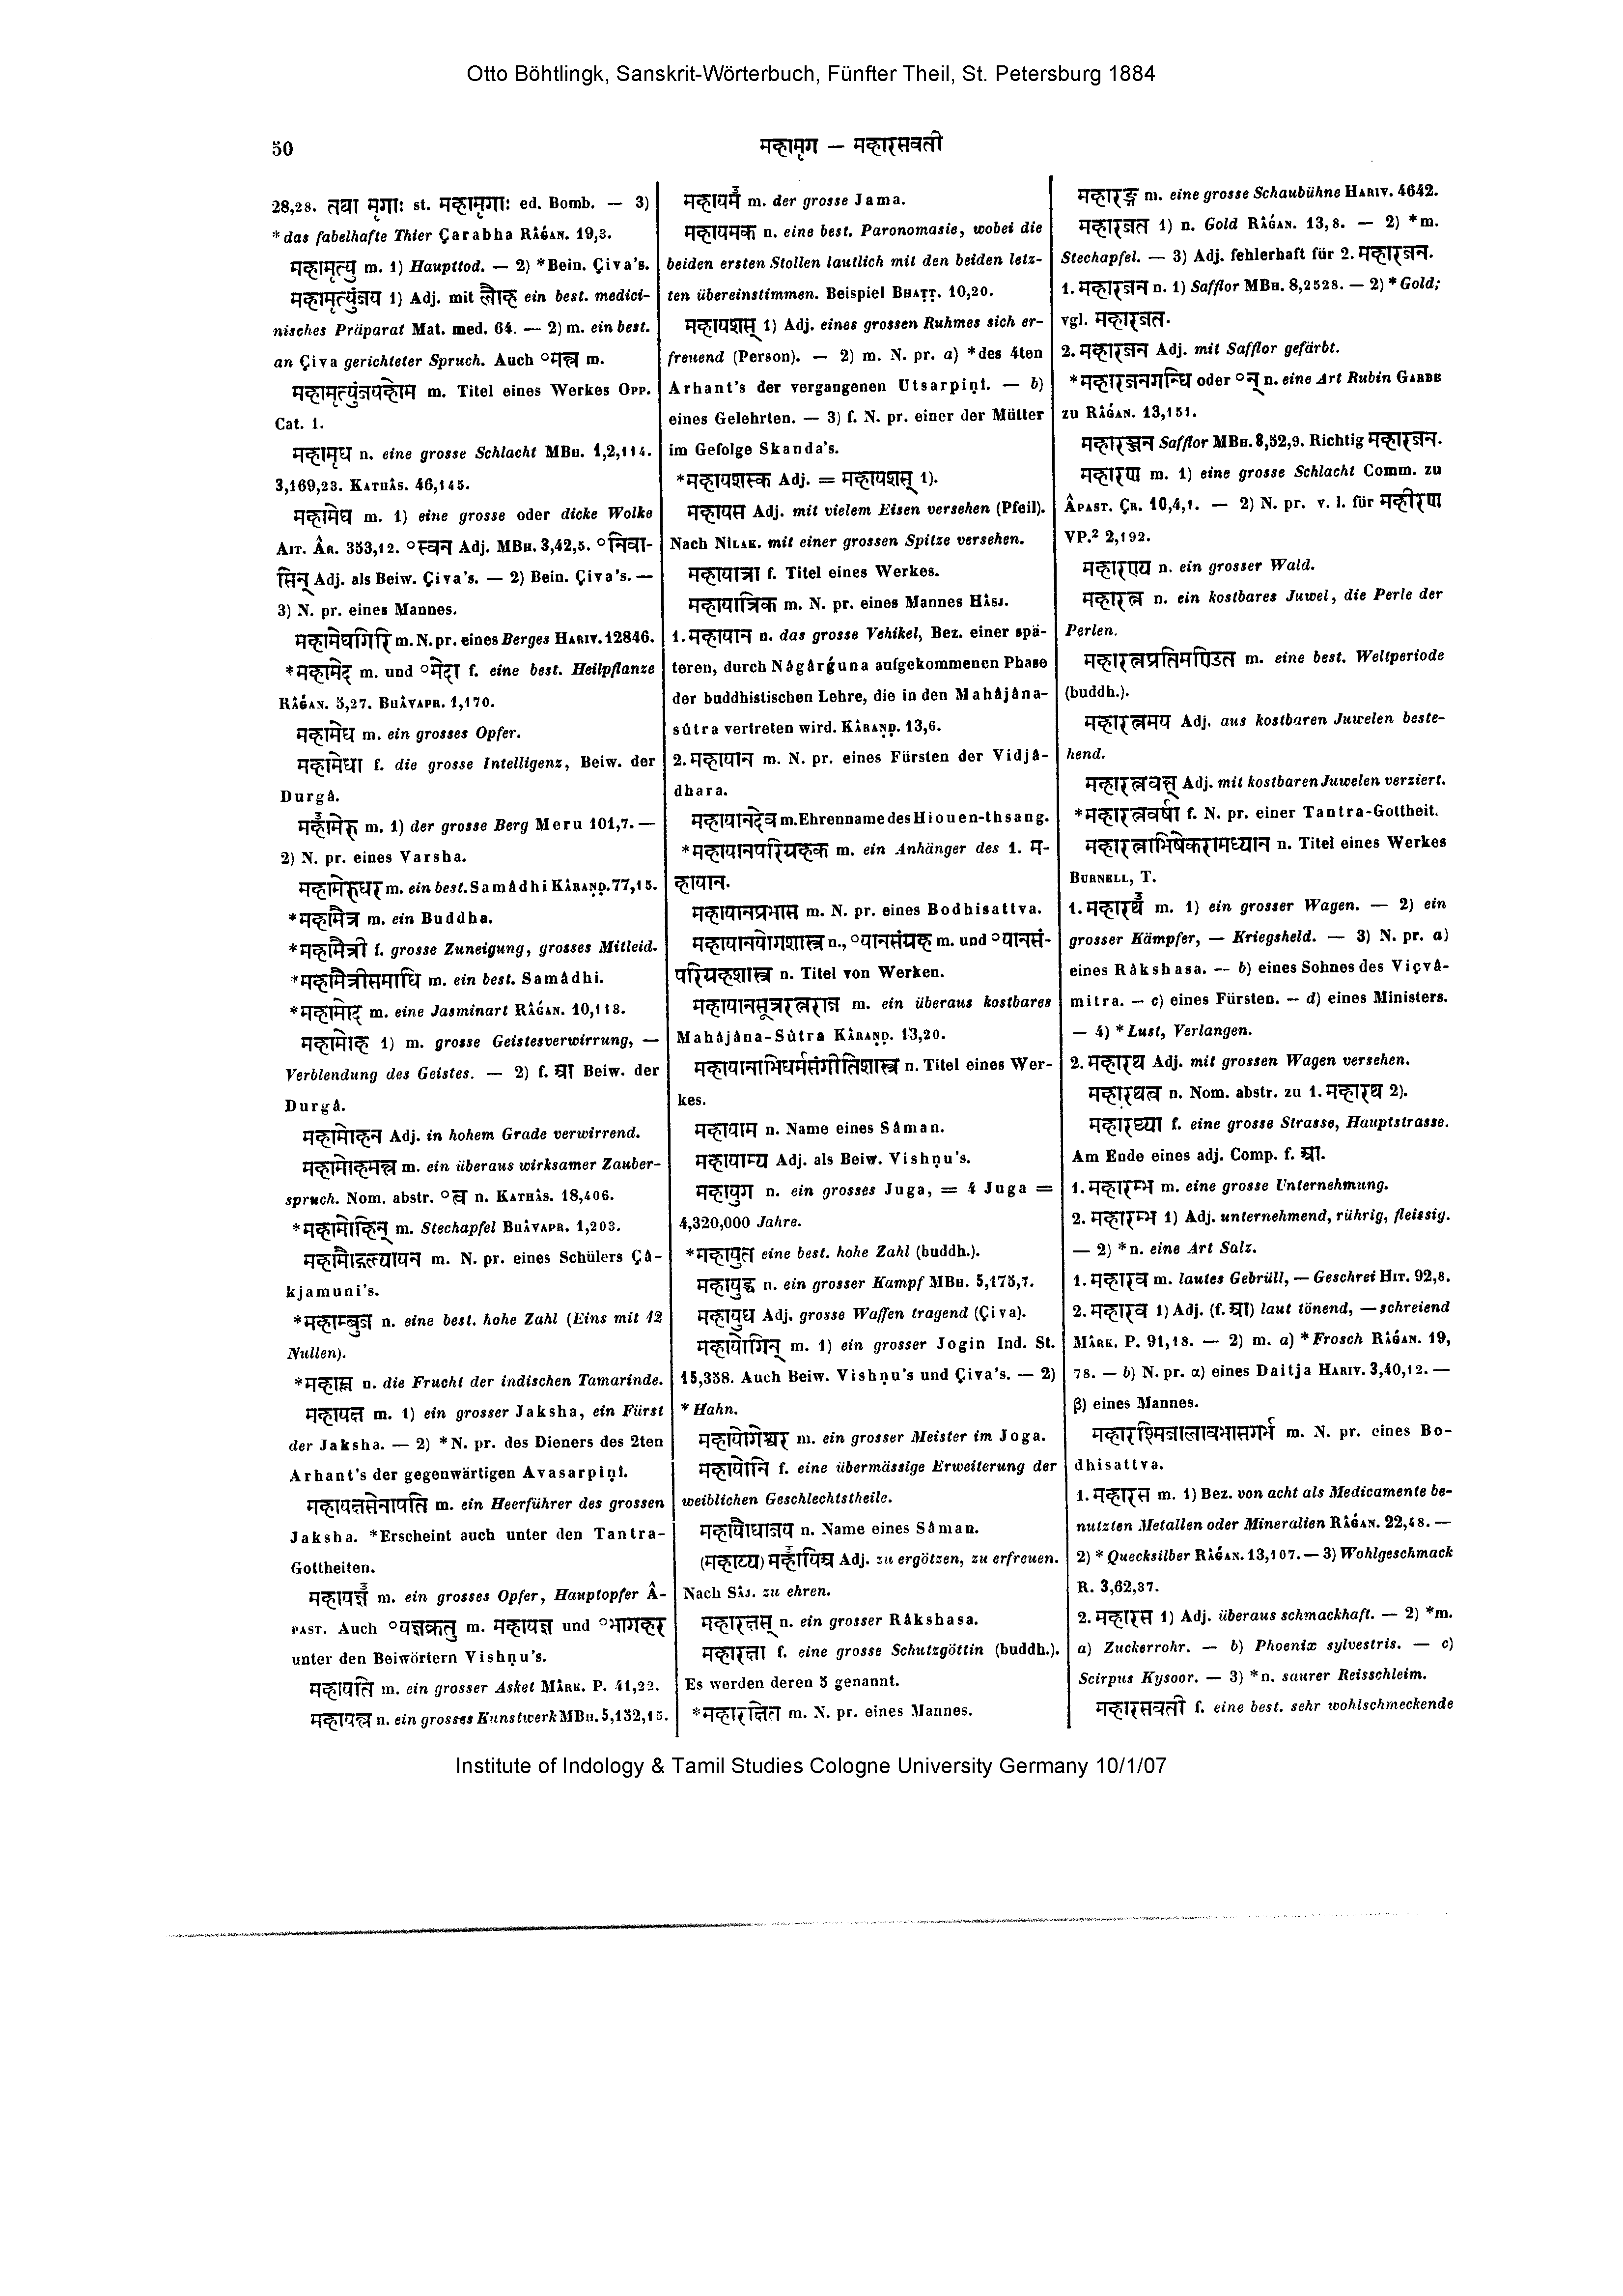 Otto Böhtlingk, Sanskrit-Wörterbuch, Fünfter Theil, St. Petersburg 1884
50
महामृग — महारसवती
28,28. तथा मृगाः st. महामृगाः ed. Bomb. — 3)
*das fabelhafte Thier Çarabha Râǵan. 19,3.
महामृत्यु m. 1) Haupttod. — 2) *Bein. Çiva's.
महामृत्युंजय 1) Adj. mit लौह ein best. medici-
nisches Präparat Mat. med. 64. — 2) m. ein best.
an Çiva gerichteter Spruch. Auch °मन्त्र m.
महामृत्युंजयहोम m. Titel eines Werkes Opp.
Cat. 1.
महामृध n. eine grosse Schlacht MBh. 1,2,114.
3,169,23. Kathâs. 46,145.
महामेघ m. 1) eine grosse oder dicke Wolke
Ait. Âr. 353,12. °स्वन Adj. MBh. 3,42,5. °निवा-
सिन् Adj. als Beiw. Çiva's. — 2) Bein. Çiva's. —
3) N. pr. eines Mannes.
महामेघगिरि m. N. pr. eines Berges Hariv. 12846.
*महामेद m. und °मेदा f. eine best. Heilpflanze
Râǵan. 5,27. Bhâvapr. 1,170.
महामेध m. ein grosses Opfer.
महामेधा f. die grosse Intelligenz, Beiw. der
Durgâ.
महामेरु m. 1) der grosse Berg Meru 101,7. —
2) N. pr. eines Varsha.
महामेरुधर m. ein best. Samâdhi Kâraṇḍ. 77,15.
*महामैत्र m. ein Buddha.
*महामैत्री f. grosse Zuneigung, grosses Mitleid.
*महामैत्रीसमाधि m. ein best. Samâdhi.
*महामोद m. eine Jasminart Râǵan. 10,113.
महामोह 1) m. grosse Geistesverwirrung, —
Verblendung des Geistes. — 2) f. आ Beiw. der
Durgâ.
महामोहन Adj. in hohem Grade verwirrend.
महामोहमन्त्र m. ein überaus wirksamer Zauber-
spruch. Nom. abstr. °त्व n. Kathâs. 18,406.
*महामोहिन् m. Stechapfel Bhâvapr. 1,203.
महामौद्गल्यायन m. N. pr. eines Schülers Çâ-
kjamuni's.
*महाम्बुज n. eine best. hohe Zahl (Eins mit 12
Nullen).
*महाम्ल n. die Frucht der indischen Tamarinde.
महायक्ष m. 1) ein grosser Jaksha, ein Fürst
der Jaksha. — 2) *N. pr. des Dieners des 2ten
Arhant's der gegenwärtigen Avasarpiṇî.
महायक्षसेनापति m. ein Heerführer des grossen
Jaksha. *Erscheint auch unter den Tantra-
Gottheiten.
महायज्ञ m. ein grosses Opfer, Hauptopfer Â-
past. Auch °यज्ञक्रतु m. महायज्ञ und °भागहर
unter den Beiwörtern Vishṇu's.
महायति m. ein grosser Asket Mârk. P. 41,22.
महायन्त्र n. ein grosses Kunstwerk MBh. 5,152,15.
महायम m. der grosse Jama.
महायमक n. eine best. Paronomasie, wobei die
beiden ersten Stollen lautlich mit den beiden letz-
ten übereinstimmen. Beispiel Bhaṭṭ. 10,20.
महायशस् 1) Adj. eines grossen Ruhmes sich er-
freuend (Person). — 2) m. N. pr. a) *des 4ten
Arhant's der vergangenen Utsarpiṇî. — b)
eines Gelehrten. — 3) f. N. pr. einer der Mütter
im Gefolge Skanda's.
*महायशस्क Adj. = महायशस् 1).
महायस Adj. mit vielem Eisen versehen (Pfeil).
Nach Nîlak. mit einer grossen Spitze versehen.
महायात्रा f. Titel eines Werkes.
महायात्रिक m. N. pr. eines Mannes Hâsj.
1. महायान n. das grosse Vehikel, Bez. einer spä-
teren, durch Nâgârǵuna aufgekommenen Phase
der buddhistischen Lehre, die in den Mahâjâna-
sûtra vertreten wird. Kâraṇḍ. 13,6.
2. महायान m. N. pr. eines Fürsten der Vidjâ-
dhara.
महायानदेव m. Ehrenname des Hiouen-thsang.
*महायानपरिग्रहक m. ein Anhänger des 1. म-
हायान.
महायानप्रभास m. N. pr. eines Bodhisattva.
महायानयोगशास्त्र n., °यानसंग्रह m. und °यानसं-
परिग्रहशास्त्र n. Titel von Werken.
महायानसूत्ररत्नराज m. ein überaus kostbares
Mahâjâna-Sûtra Kâraṇḍ. 13,20.
महायानाभिधर्मसंगीतिशास्त्र n. Titel eines Wer-
kes.
महायाम n. Name eines Sâman.
महायाम्य Adj. als Beiw. Vishṇu's.
महायुग n. ein grosses Juga, = 4 Juga =
4,320,000 Jahre.
*महायुत eine best. hohe Zahl (buddh.).
महायुद्ध n. ein grosser Kampf MBh. 5,175,7.
महायुध Adj. grosse Waffen tragend (Çiva).
महायोगिन् m. 1) ein grosser Jogin Ind. St.
15,358. Auch Beiw. Vishṇu's und Çiva's. — 2)
*Hahn.
महायोगेश्वर m. ein grosser Meister im Joga.
महायोनि f. eine übermässige Erweiterung der
weiblichen Geschlechtstheile.
महायौधाजय n. Name eines Sâman.
(महाय्य) महायिअ Adj. zu ergötzen, zu erfreuen.
Nach Sâj. zu ehren.
महारक्षस् n. ein grosser Râkshasa.
महारक्षा f. eine grosse Schutzgöttin (buddh.).
Es werden deren 5 genannt.
*महारक्षित m. N. pr. eines Mannes.
महारङ्ग m. eine grosse Schaubühne Hariv. 4642.
महारजत 1) n. Gold Râǵan. 13,8. — 2) *m.
Stechapfel. — 3) Adj. fehlerhaft für 2. महारजन.
1. महारजन n. 1) Safflor MBh. 8,2528. — 2) *Gold;
vgl. महारजत.
2. महारजन Adj. mit Safflor gefärbt.
*महारजनगन्धि oder °न् n. eine Art Rubin Garbe
zu Râǵan. 13,151.
महारञ्जन Safflor MBh. 8,52,9. Richtig महारजन.
महारण m. 1) eine grosse Schlacht Comm. zu
Âpast. Çr. 10,4,1. — 2) N. pr. v. l. für महीरण
VP.² 2,192.
महारण्य n. ein grosser Wald.
महारत्न n. ein kostbares Juwel, die Perle der
Perlen.
महारत्नप्रतिमण्डित m. eine best. Weltperiode
(buddh.).
महारत्नमय Adj. aus kostbaren Juwelen beste-
hend.
महारत्नवत् Adj. mit kostbaren Juwelen verziert.
*महारत्नवर्षा f. N. pr. einer Tantra-Gottheit.
महारत्नाभिषेकरामध्यान n. Titel eines Werkes
Burnell, T.
1. महारथ m. 1) ein grosser Wagen. — 2) ein
grosser Kämpfer, — Kriegsheld. — 3) N. pr. a)
eines Râkshasa. — b) eines Sohnes des Viçvâ-
mitra. — c) eines Fürsten. — d) eines Ministers.
— 4) *Lust, Verlangen.
2. महारथ Adj. mit grossen Wagen versehen.
महारथत्व n. Nom. abstr. zu 1. महारथ 2).
महारथ्या f. eine grosse Strasse, Hauptstrasse.
Am Ende eines adj. Comp. f. आ.
1. महारम्भ m. eine grosse Unternehmung.
2. महारम्भ 1) Adj. unternehmend, rührig, fleissig.
— 2) *n. eine Art Salz.
1. महारव m. lautes Gebrüll, — Geschrei Hit. 92,8.
2. महारव 1) Adj. (f. आ) laut tönend, — schreiend
Mârk. P. 91,18. — 2) m. a) *Frosch Râǵan. 19,
78. — b) N. pr. α) eines Daitja Hariv. 3,40,12. —
β) eines Mannes.
महारश्मिजालावभासगर्भ m. N. pr. eines Bo-
dhisattva.
1. महारस m. 1) Bez. von acht als Medicamente be-
nutzten Metallen oder Mineralien Râǵan. 22,48. —
2) *Quecksilber Râǵan. 13,107. — 3) Wohlgeschmack
R. 3,62,37.
2. महारस 1) Adj. überaus schmackhaft. — 2) *m.
a) Zuckerrohr. — b) Phoenix sylvestris. — c)
Scirpus Kysoor. — 3) *n. saurer Reisschleim.
महारसवती f. eine best. sehr wohlschmeckende
Institute of Indology & Tamil Studies Cologne University Germany 10/1/07